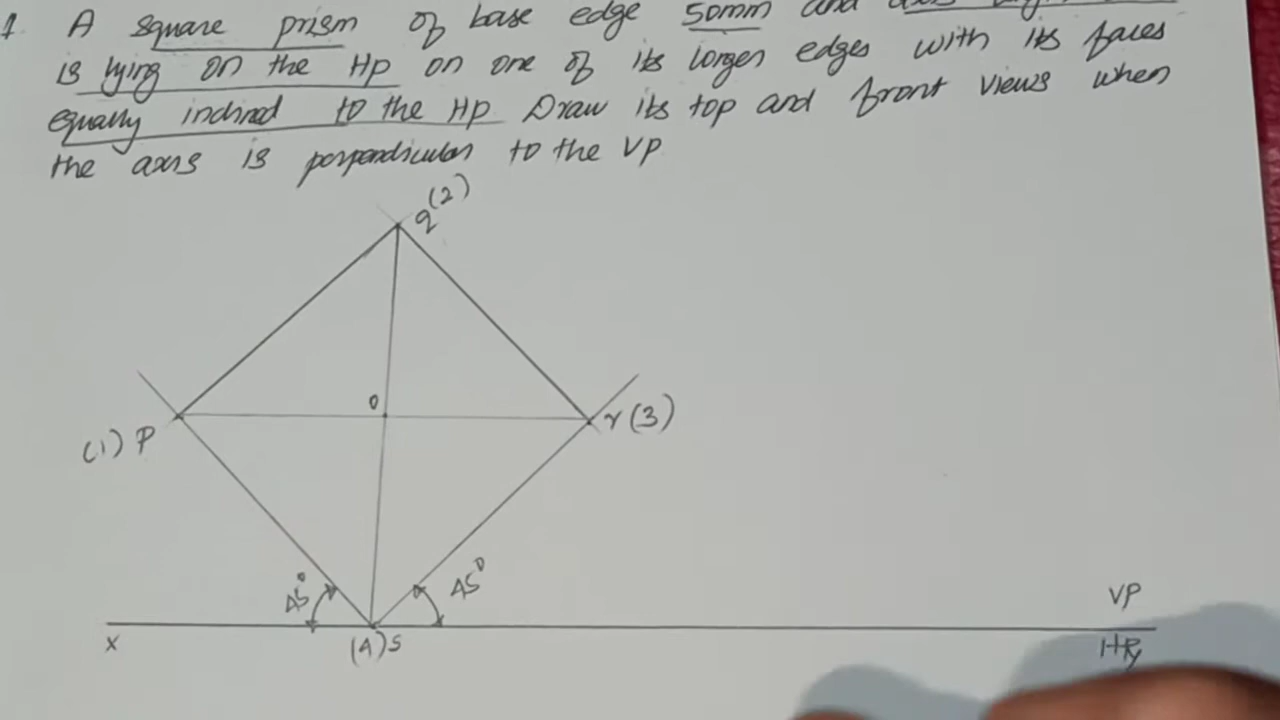 1. A square prism of base edge 50mm and
is lying on the Hp on one of its longer edges with its faces
equally inclined to the Hp Draw its top and front views when
the axis is perpendicular to the VP
q(2)
o
(1) P
r(3)
45°
45°
VP
x
(4)s
HP
y